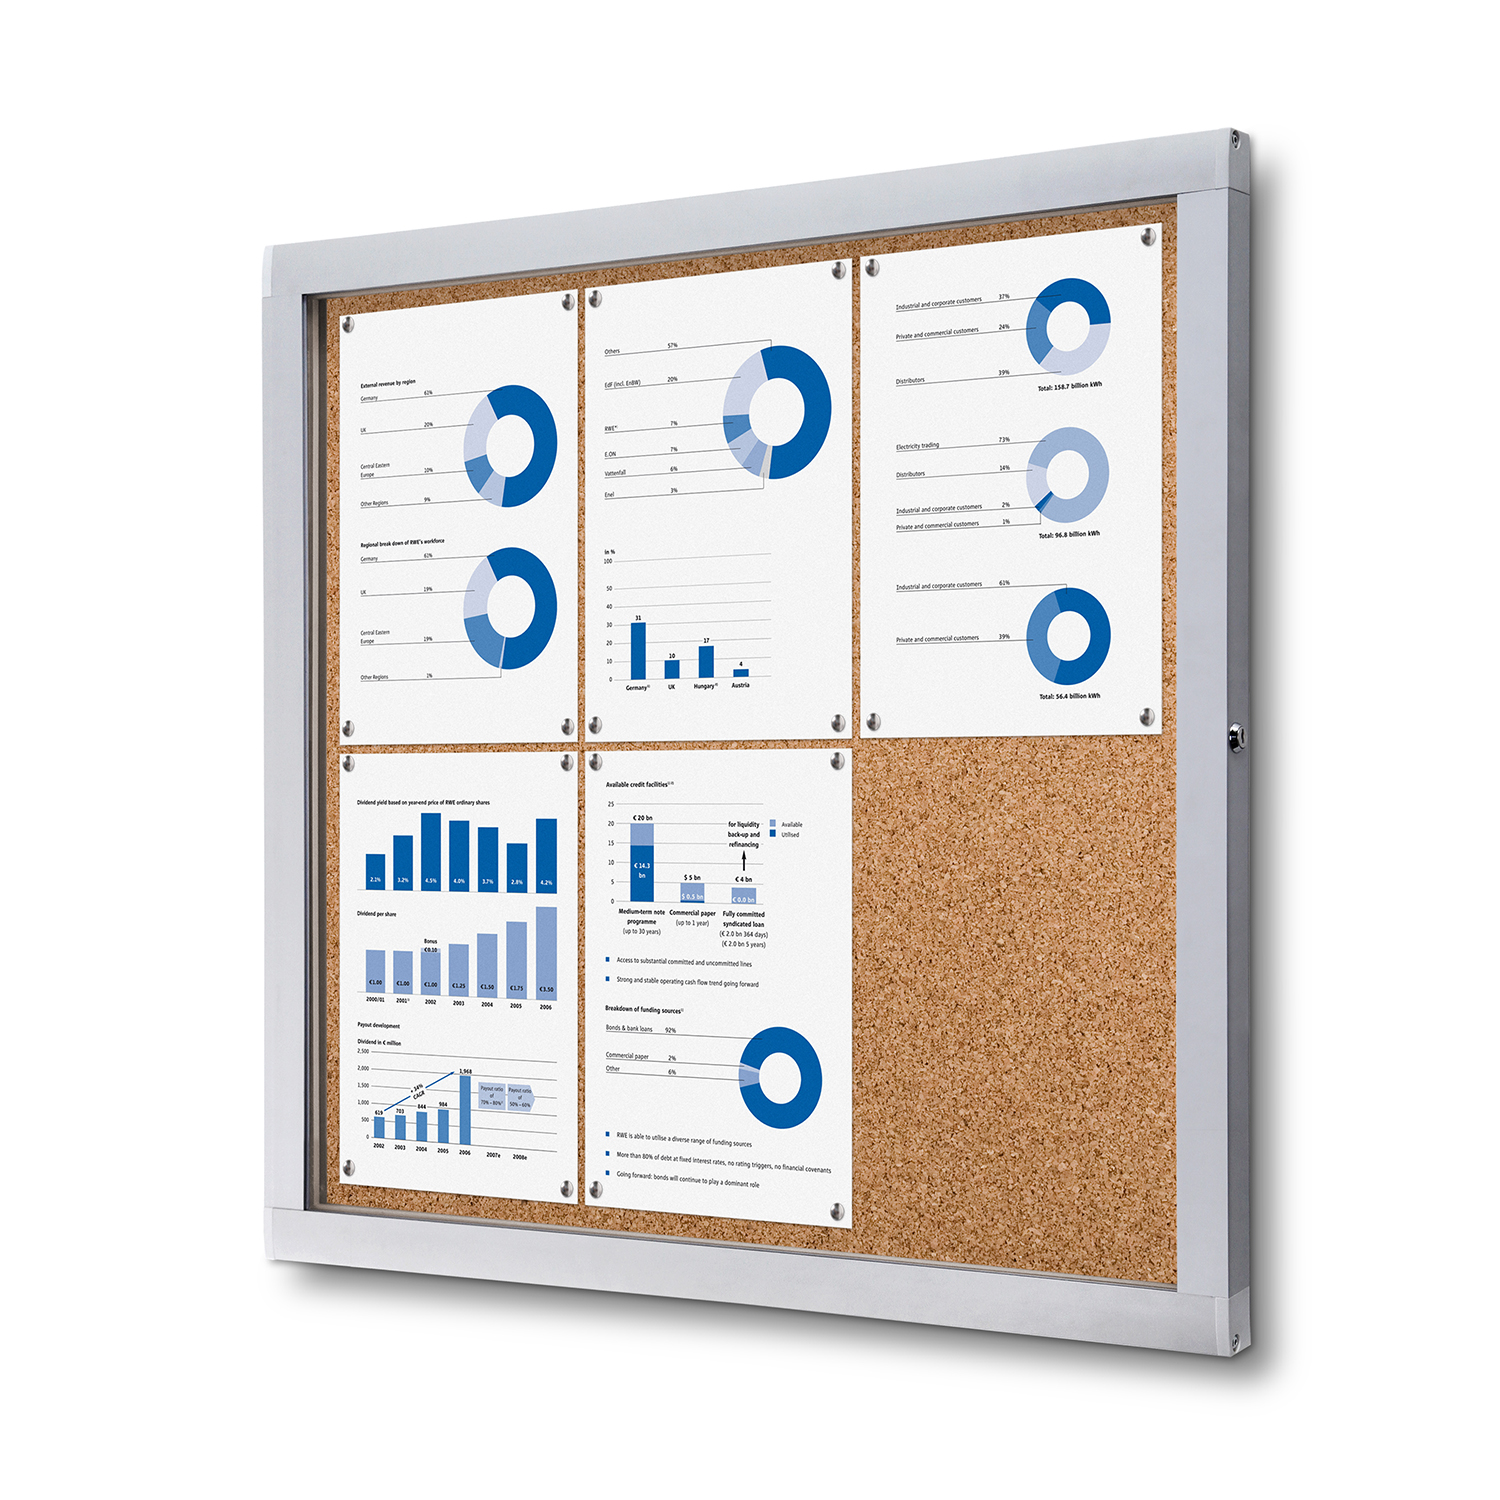 External revenue by region
Germany 61%
UK 20%
Central Eastern
Europe 10%
Other Regions 9%
Regional break down of RWE's workforce
Germany 61%
UK 19%
Central Eastern
Europe 19%
Other Regions 1%
Others 57%
EdF (incl. EnBW) 20%
RWE 7%
E.ON 7%
Vattenfall 6%
Enel 3%
in %
100
50
40
30
20
10
0
31
10
17
4
Germany UK Hungary Austria
Industrial and corporate customers 37%
Private and commercial customers 24%
Distributors 39%
Total: 158.7 billion kWh
Electricity trading 73%
Distributors 14%
Industrial and corporate customers 2%
Private and commercial customers 1%
Total: 96.8 billion kWh
Industrial and corporate customers 61%
Private and commercial customers 39%
Total: 56.4 billion kWh
Dividend yield based on year-end price of RWE ordinary shares
2.1% 3.2% 4.5% 4.0% 3.7% 2.8% 4.2%
Dividend per share
Bonus
€0.10
€1.00 €1.00 €1.00 €1.25 €1.50 €1.75 €3.50
2000/01 2001 2002 2003 2004 2005 2006
Payout development
Dividend in € million
2,500
2,000
1,500
1,000
500
0
+ 34%
CAGR
619 703 844 984 1,968
Payout ratio
of
70% – 80%
Payout ratio
of
50% – 60%
2002 2003 2004 2005 2006 2007e 2008e
Available credit facilities
25
20
15
10
5
0
€ 20 bn
€ 14.3
bn
$ 5 bn
$ 0.5 bn
for liquidity
back-up and
refinancing
€ 4 bn
€ 0.0 bn
Available
Utilised
Medium-term note
programme
(up to 30 years)
Commercial paper
(up to 1 year)
Fully committed
syndicated loan
(€ 2.0 bn 364 days)
(€ 2.0 bn 5 years)
Access to substantial committed and uncommitted lines
Strong and stable operating cash flow trend going forward
Breakdown of funding sources
Bonds & bank loans 92%
Commercial paper 2%
Other 6%
RWE is able to utilise a diverse range of funding sources
More than 80% of debt at fixed interest rates, no rating triggers, no financial covenants
Going forward: bonds will continue to play a dominant role